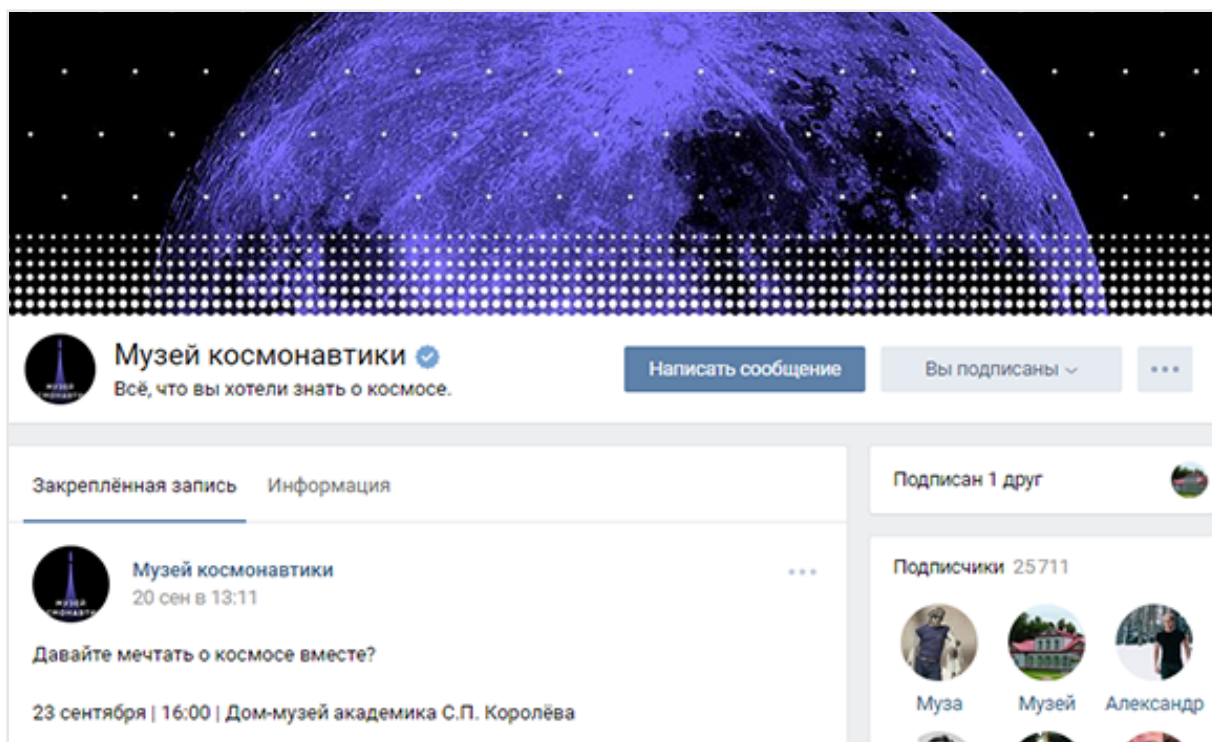 Музей космонавтики
Всё, что вы хотели знать о космосе.
Написать сообщение
Вы подписаны
Закреплённая запись
Информация
Музей космонавтики
20 сен в 13:11
Давайте мечтать о космосе вместе?
23 сентября | 16:00 | Дом-музей академика С.П. Королёва
Подписан 1 друг
Подписчики 25711
Муза
Музей
Александр